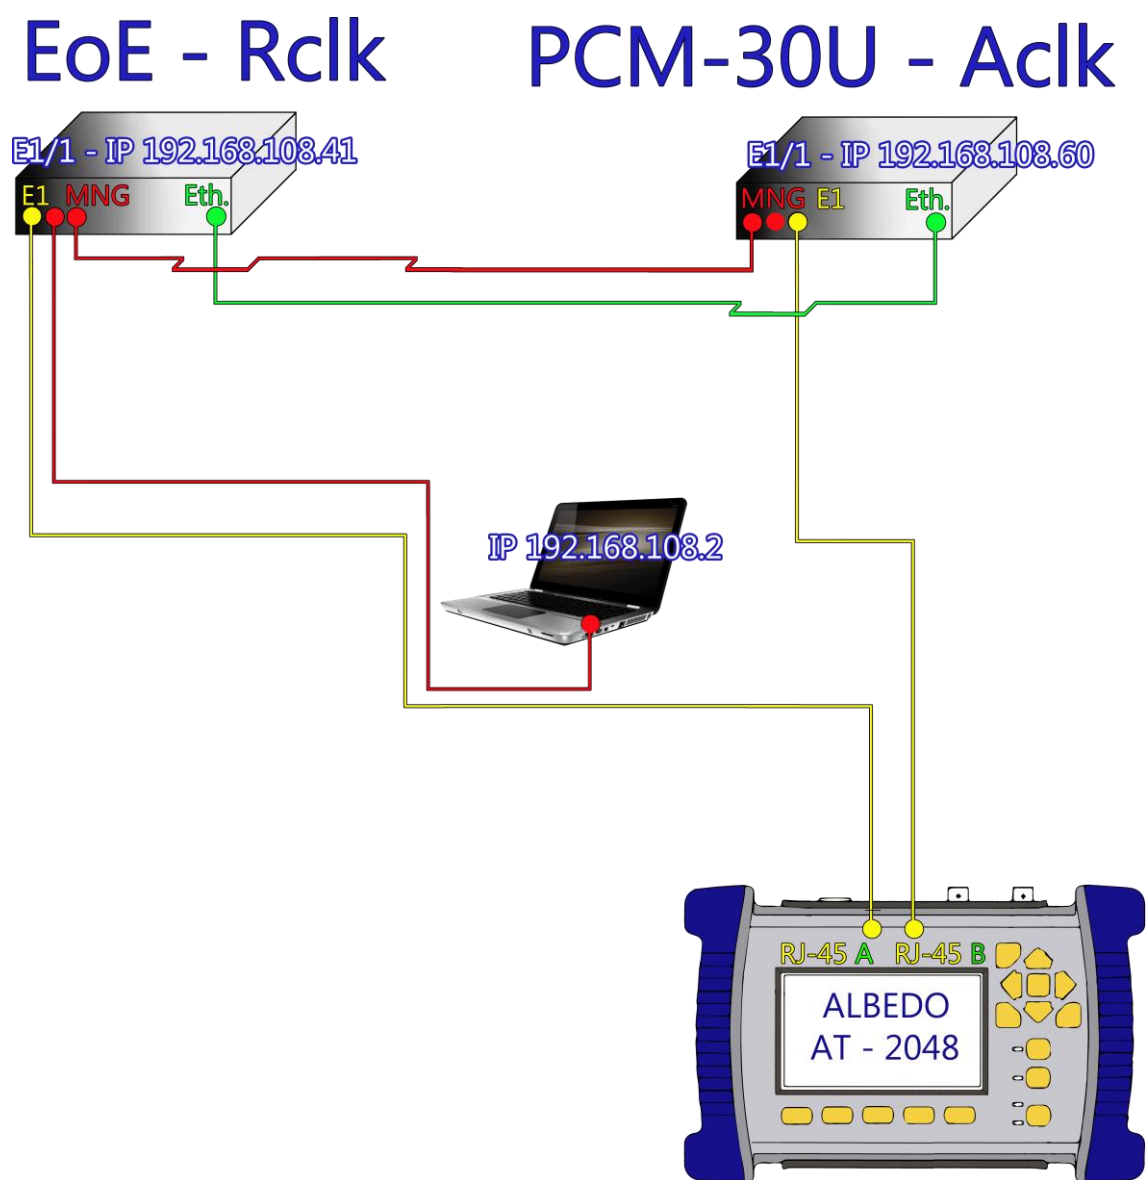 EoE - Rclk
PCM-30U - Aclk
E1/1 - IP 192.168.108.41
E1/1 - IP 192.168.108.60
E1 MNG Eth.
MNG E1 Eth.
IP 192.168.108.2
RJ-45 A RJ-45 B
ALBEDO
AT - 2048